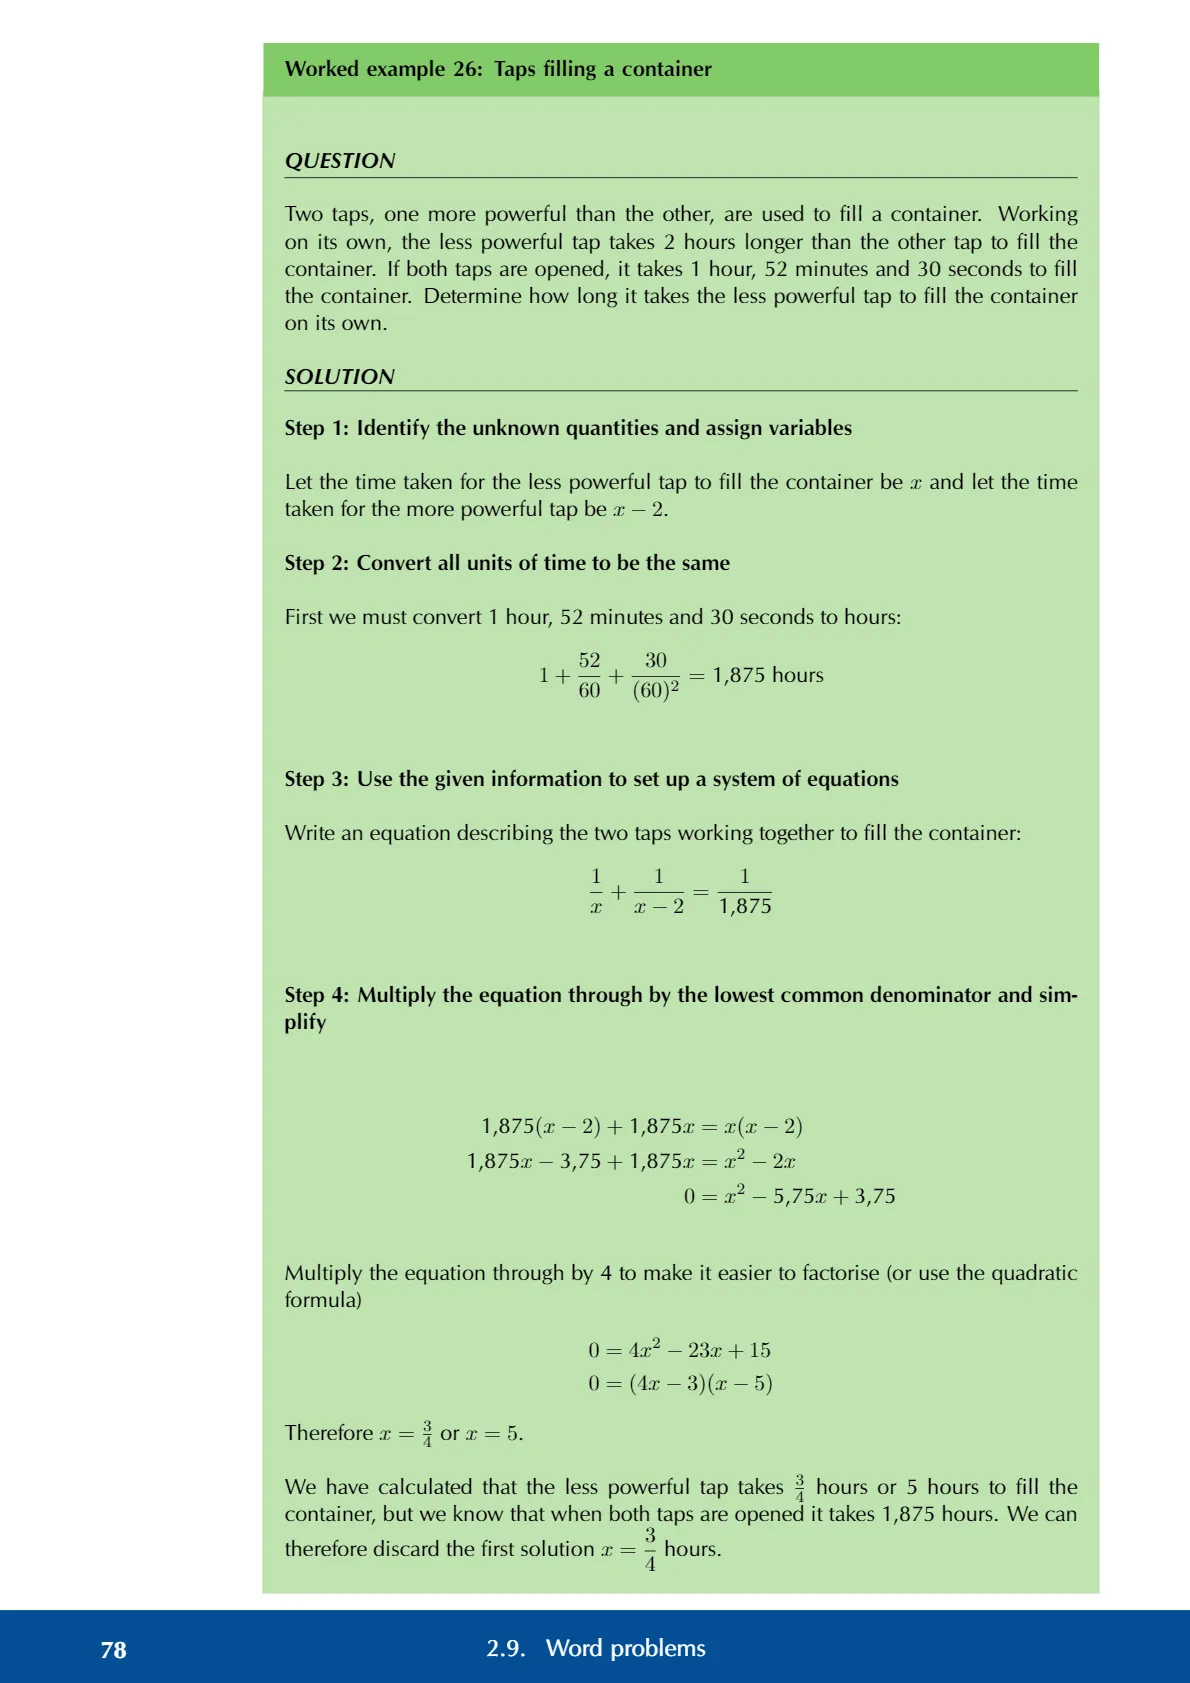 Worked example 26: Taps filling a container
QUESTION
Two taps, one more powerful than the other, are used to fill a container. Working
on its own, the less powerful tap takes 2 hours longer than the other tap to fill the
container. If both taps are opened, it takes 1 hour, 52 minutes and 30 seconds to fill
the container. Determine how long it takes the less powerful tap to fill the container
on its own.
SOLUTION
Step 1: Identify the unknown quantities and assign variables
Let the time taken for the less powerful tap to fill the container be x and let the time
taken for the more powerful tap be x − 2.
Step 2: Convert all units of time to be the same
First we must convert 1 hour, 52 minutes and 30 seconds to hours:
1 + 52/60 + 30/(60)² = 1,875 hours
Step 3: Use the given information to set up a system of equations
Write an equation describing the two taps working together to fill the container:
1/x + 1/(x − 2) = 1/1,875
Step 4: Multiply the equation through by the lowest common denominator and sim-
plify
1,875(x − 2) + 1,875x = x(x − 2)
1,875x − 3,75 + 1,875x = x² − 2x
0 = x² − 5,75x + 3,75
Multiply the equation through by 4 to make it easier to factorise (or use the quadratic
formula)
0 = 4x² − 23x + 15
0 = (4x − 3)(x − 5)
Therefore x = 3/4 or x = 5.
We have calculated that the less powerful tap takes 3/4 hours or 5 hours to fill the
container, but we know that when both taps are opened it takes 1,875 hours. We can
therefore discard the first solution x = 3/4 hours.
78 2.9. Word problems